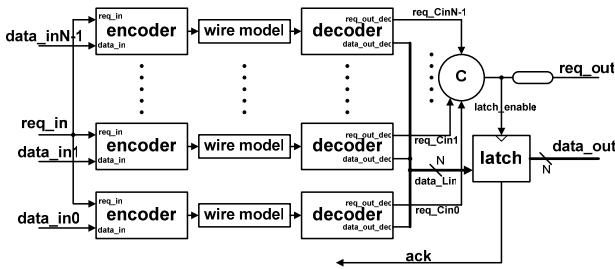 req_in
encoder
data_in
wire model
decoder
req_out_dec
data_out_dec
req_CinN-1
data_inN-1
C
req_out
latch_enable
req_in
req_in
encoder
data_in
wire model
decoder
req_out_dec
data_out_dec
req_Cin1
data_in1
N
data_Lin
latch
data_out
N
req_in
encoder
data_in
wire model
decoder
req_out_dec
data_out_dec
req_Cin0
data_in0
ack